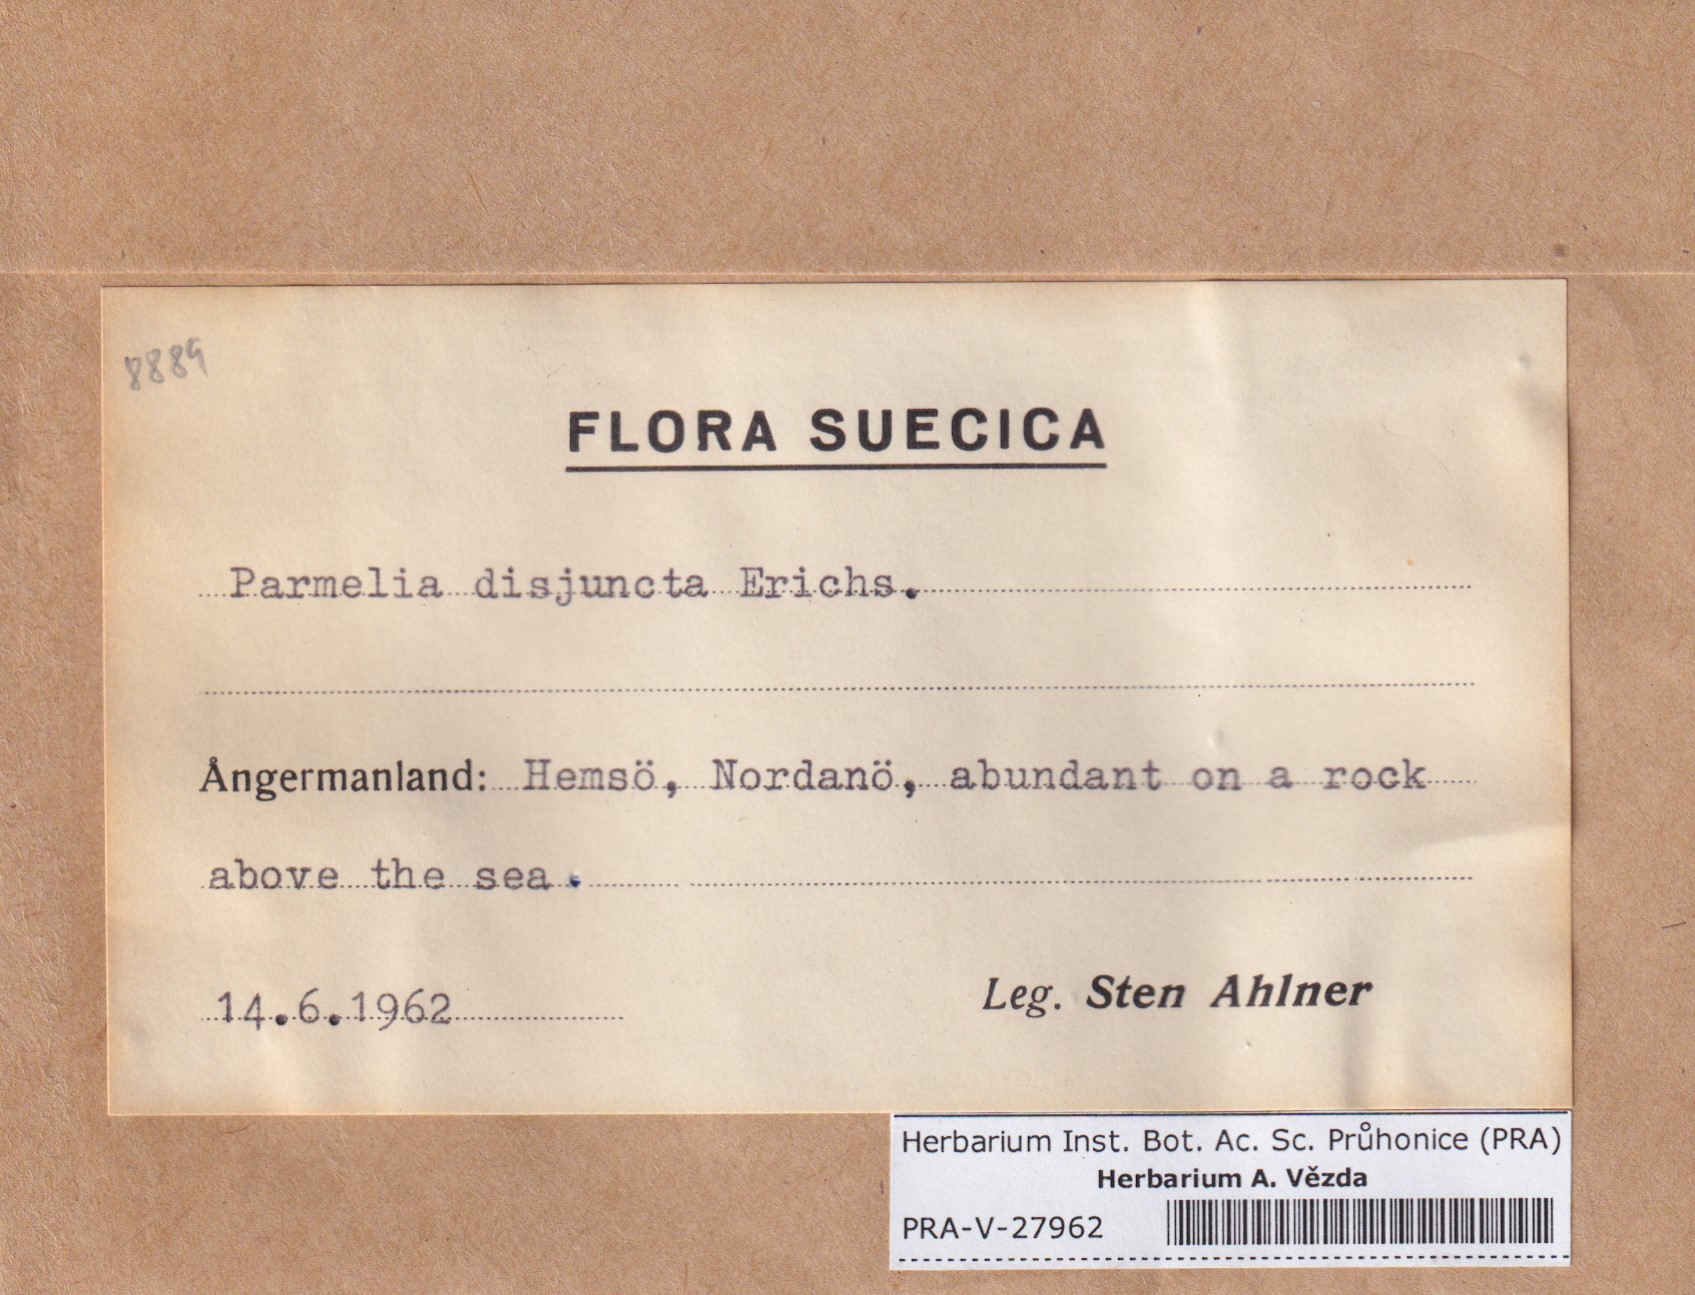 8889
FLORA SUECICA
Parmelia disjuncta Erichs.
Ångermanland: Hemsö, Nordanö, abundant on a rock
above the sea.
14.6.1962
Leg. Sten Ahlner
Herbarium Inst. Bot. Ac. Sc. Průhonice (PRA)
Herbarium A. Vězda
PRA-V-27962